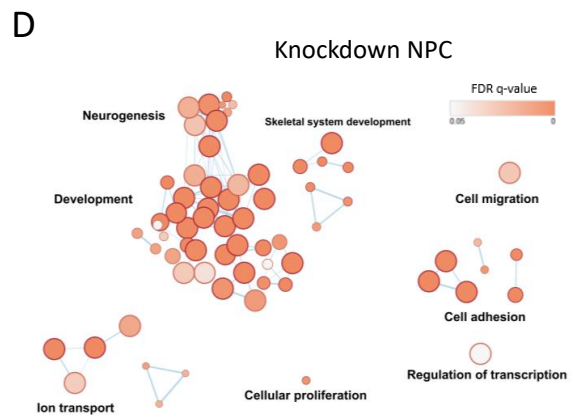 D
Knockdown NPC
FDR q-value
0.05 0
Neurogenesis
Skeletal system development
Development
Cell migration
Cell adhesion
Regulation of transcription
Cellular proliferation
Ion transport